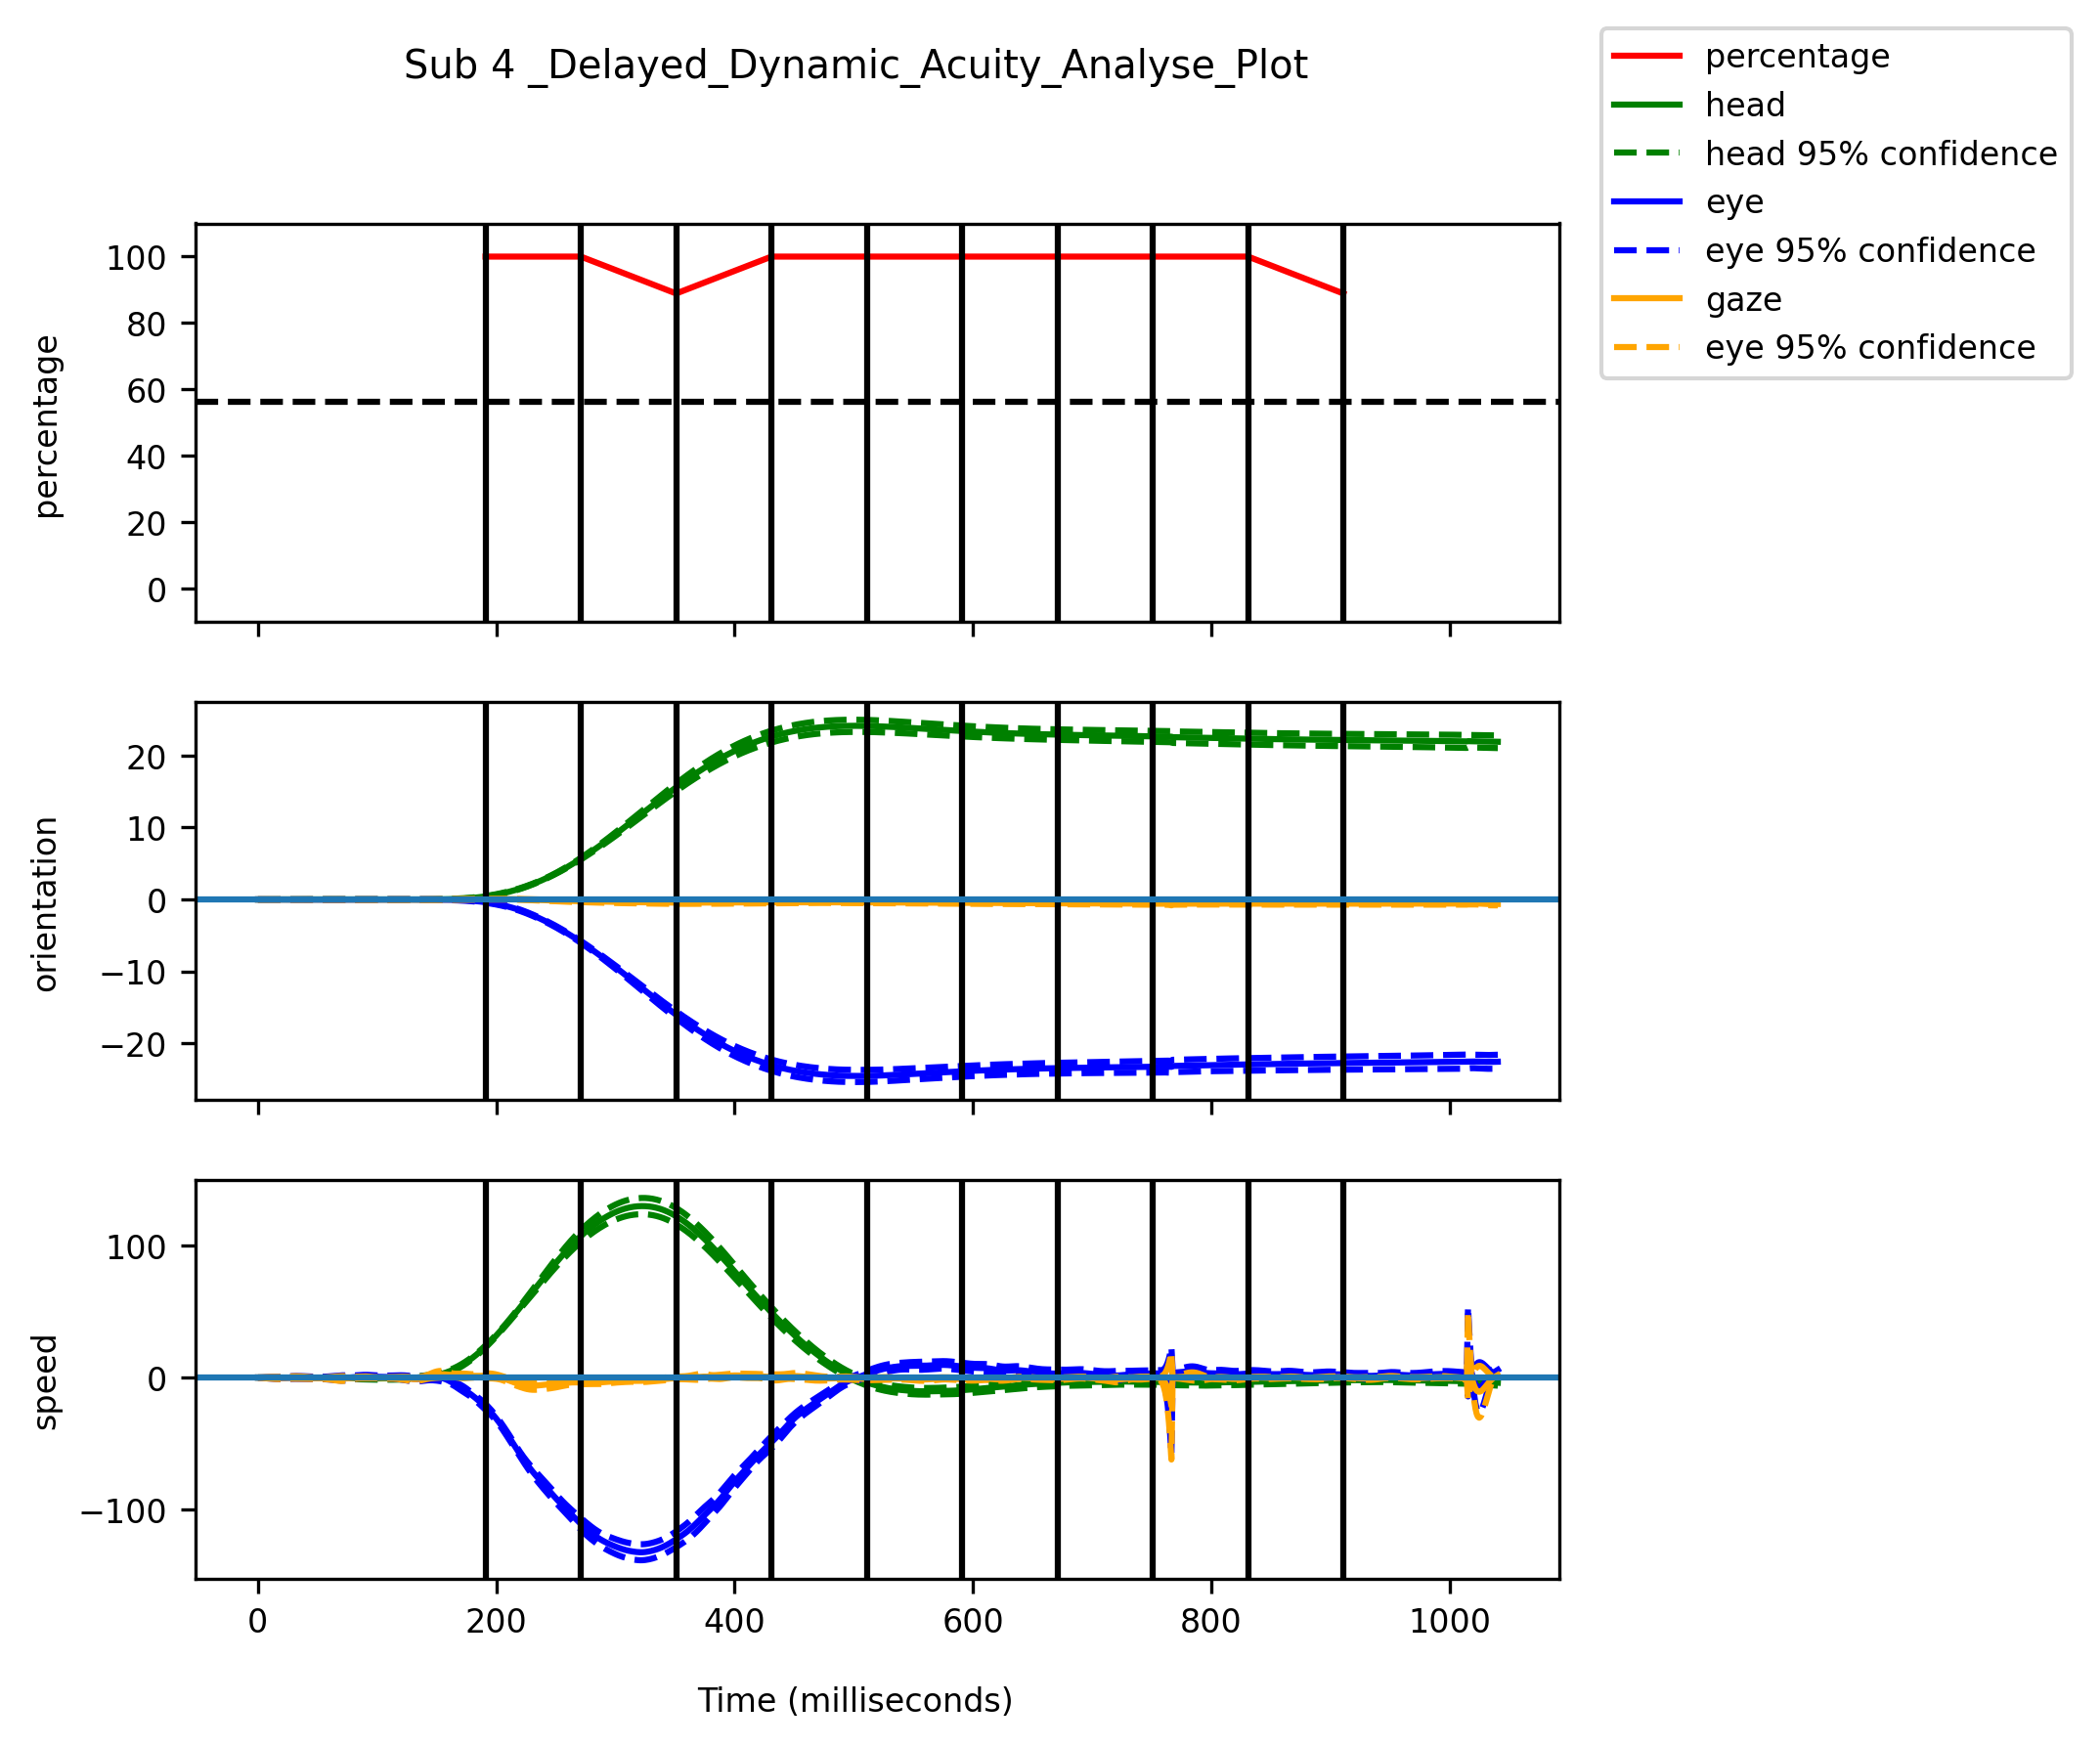 Sub 4 _Delayed_Dynamic_Acuity_Analyse_Plot
percentage
head
head 95% confidence
eye
eye 95% confidence
gaze
eye 95% confidence
percentage
100
80
60
40
20
0
orientation
20
10
0
−10
−20
speed
100
0
−100
0 200 400 600 800 1000
Time (milliseconds)